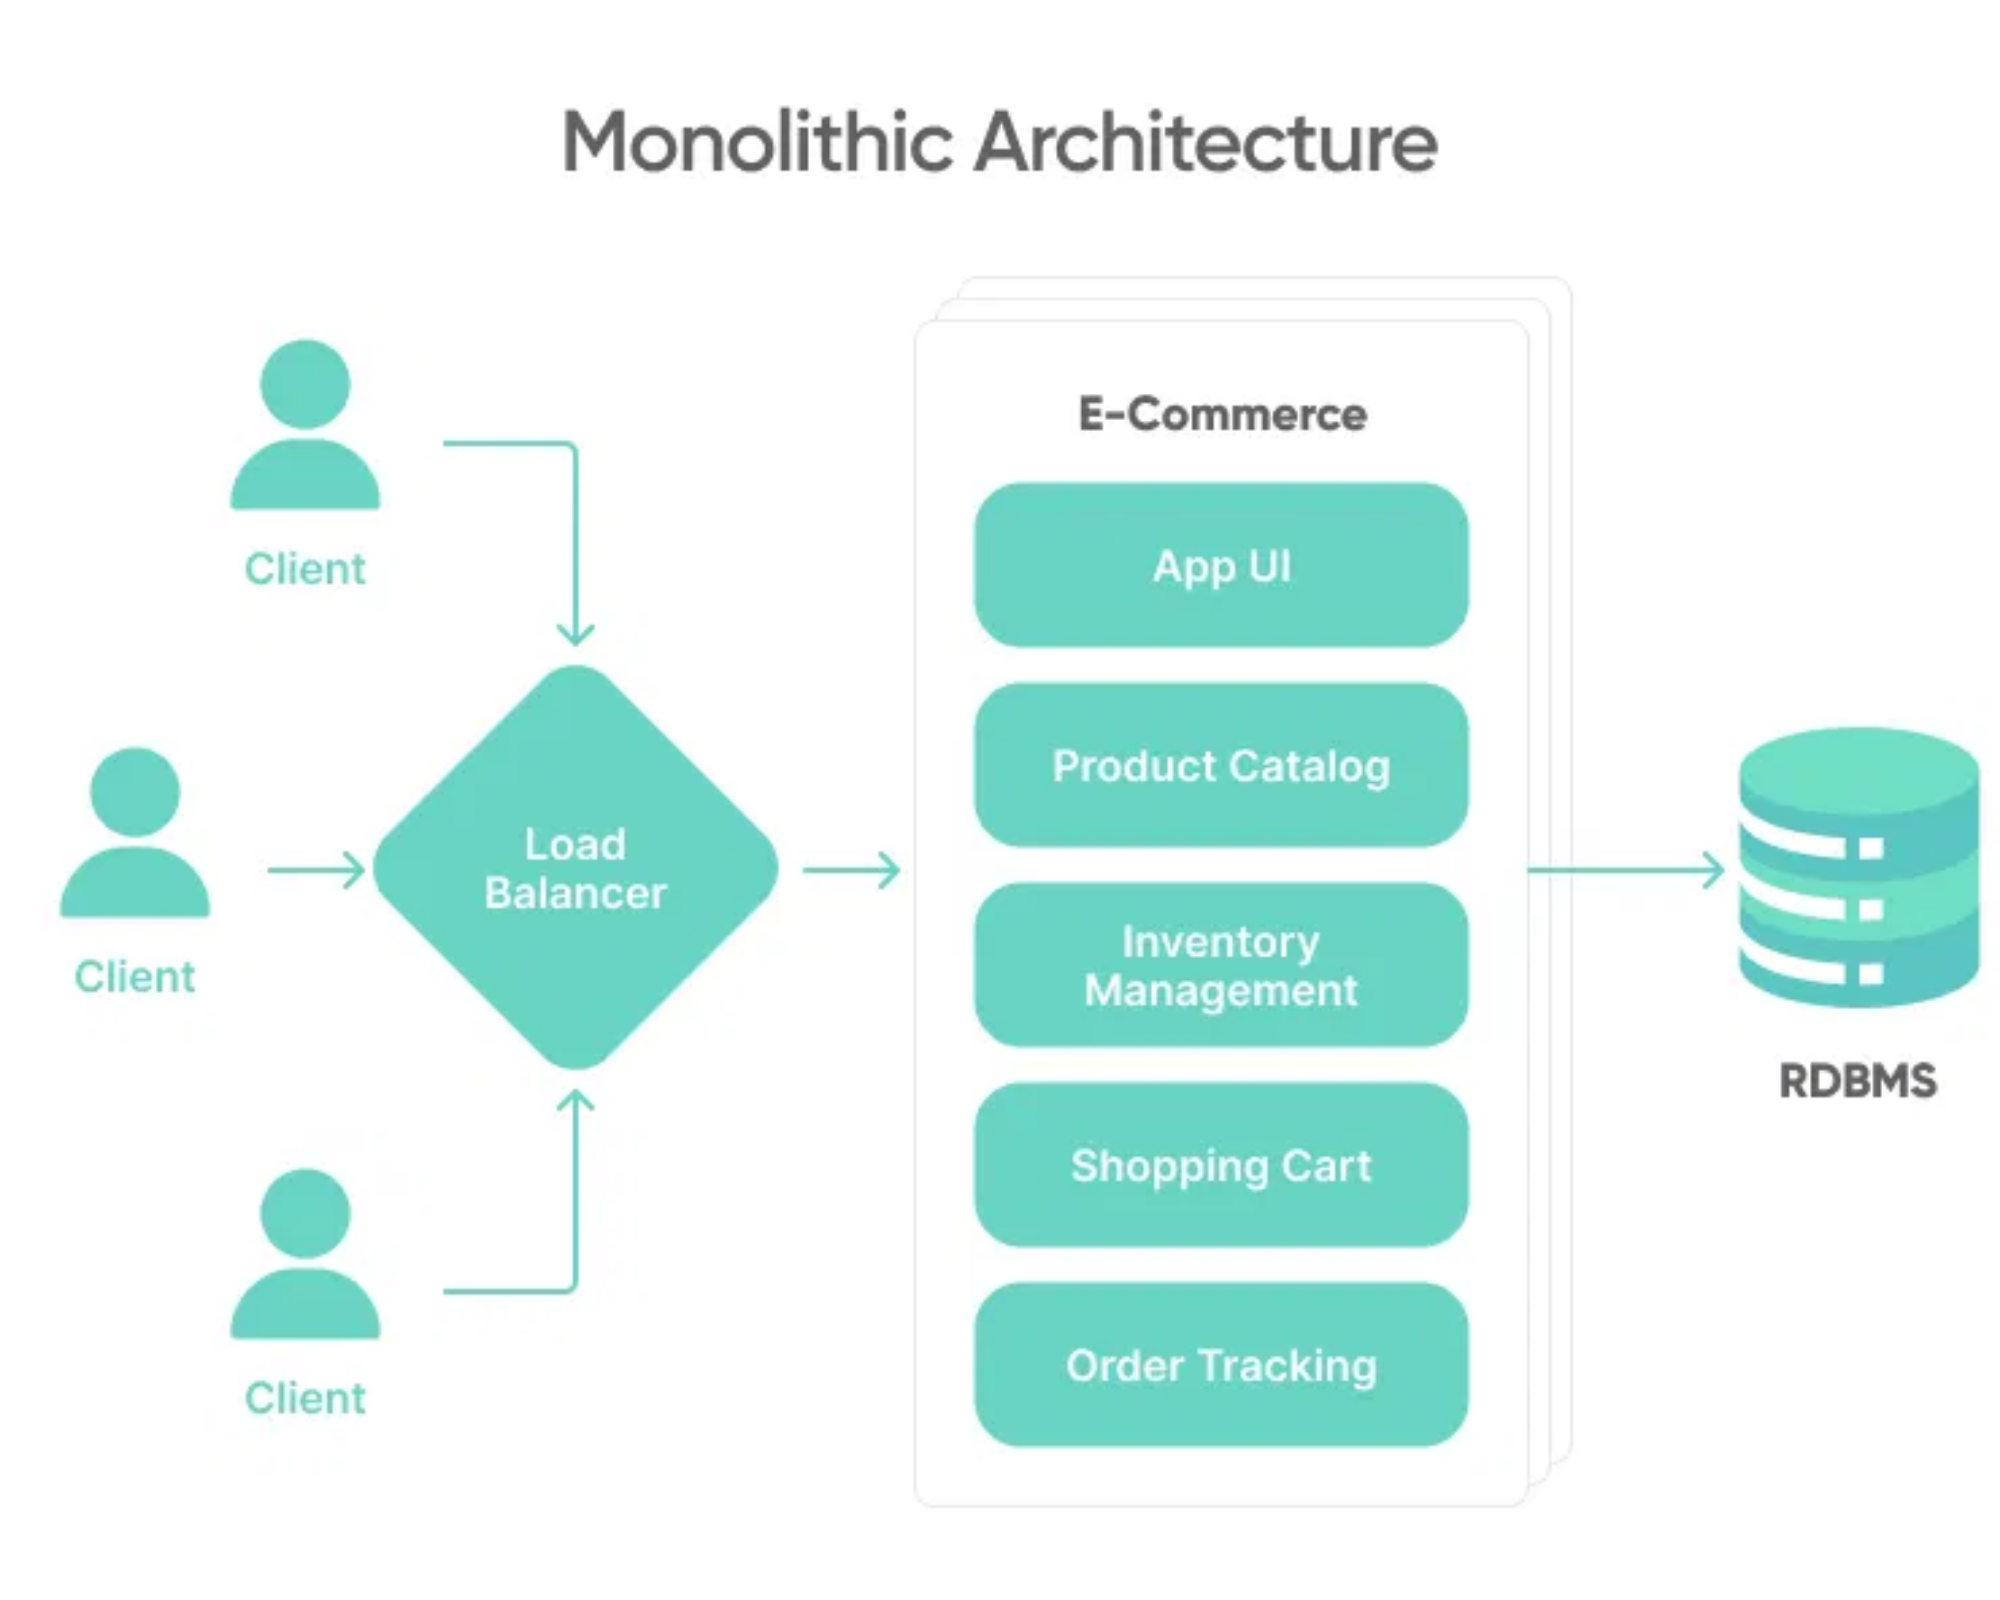 Monolithic Architecture
Client
Client
Client
Load
Balancer
E-Commerce
App UI
Product Catalog
Inventory
Management
Shopping Cart
Order Tracking
RDBMS